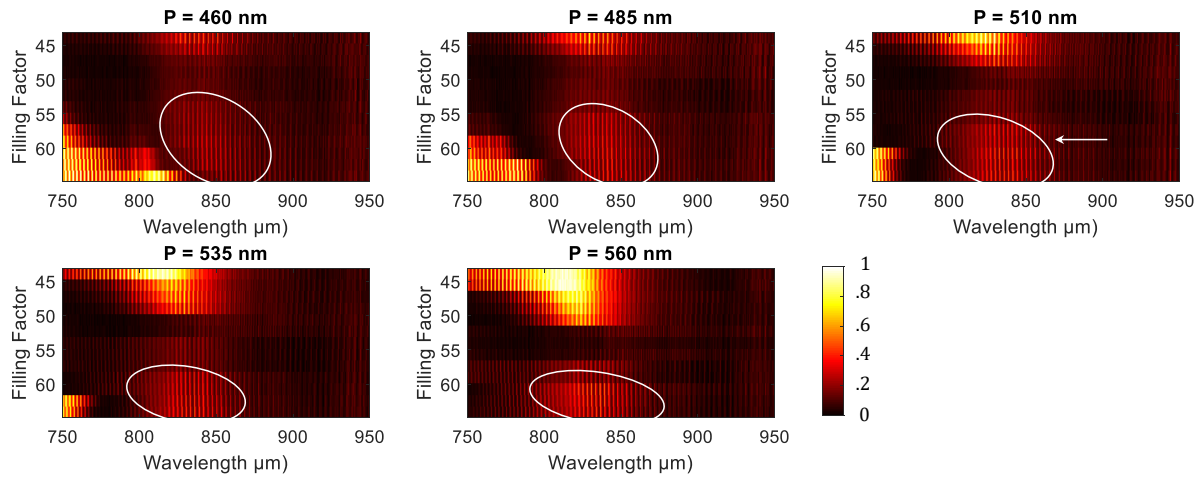 P = 460 nm
45
50
55
60
Filling Factor
750 800 850 900 950
Wavelength µm)
P = 485 nm
45
50
55
60
Filling Factor
750 800 850 900 950
Wavelength µm)
P = 510 nm
45
50
55
60
Filling Factor
750 800 850 900 950
Wavelength µm)
P = 535 nm
45
50
55
60
Filling Factor
750 800 850 900 950
Wavelength µm)
P = 560 nm
45
50
55
60
Filling Factor
750 800 850 900 950
Wavelength µm)
1
.8
.6
.4
.2
0